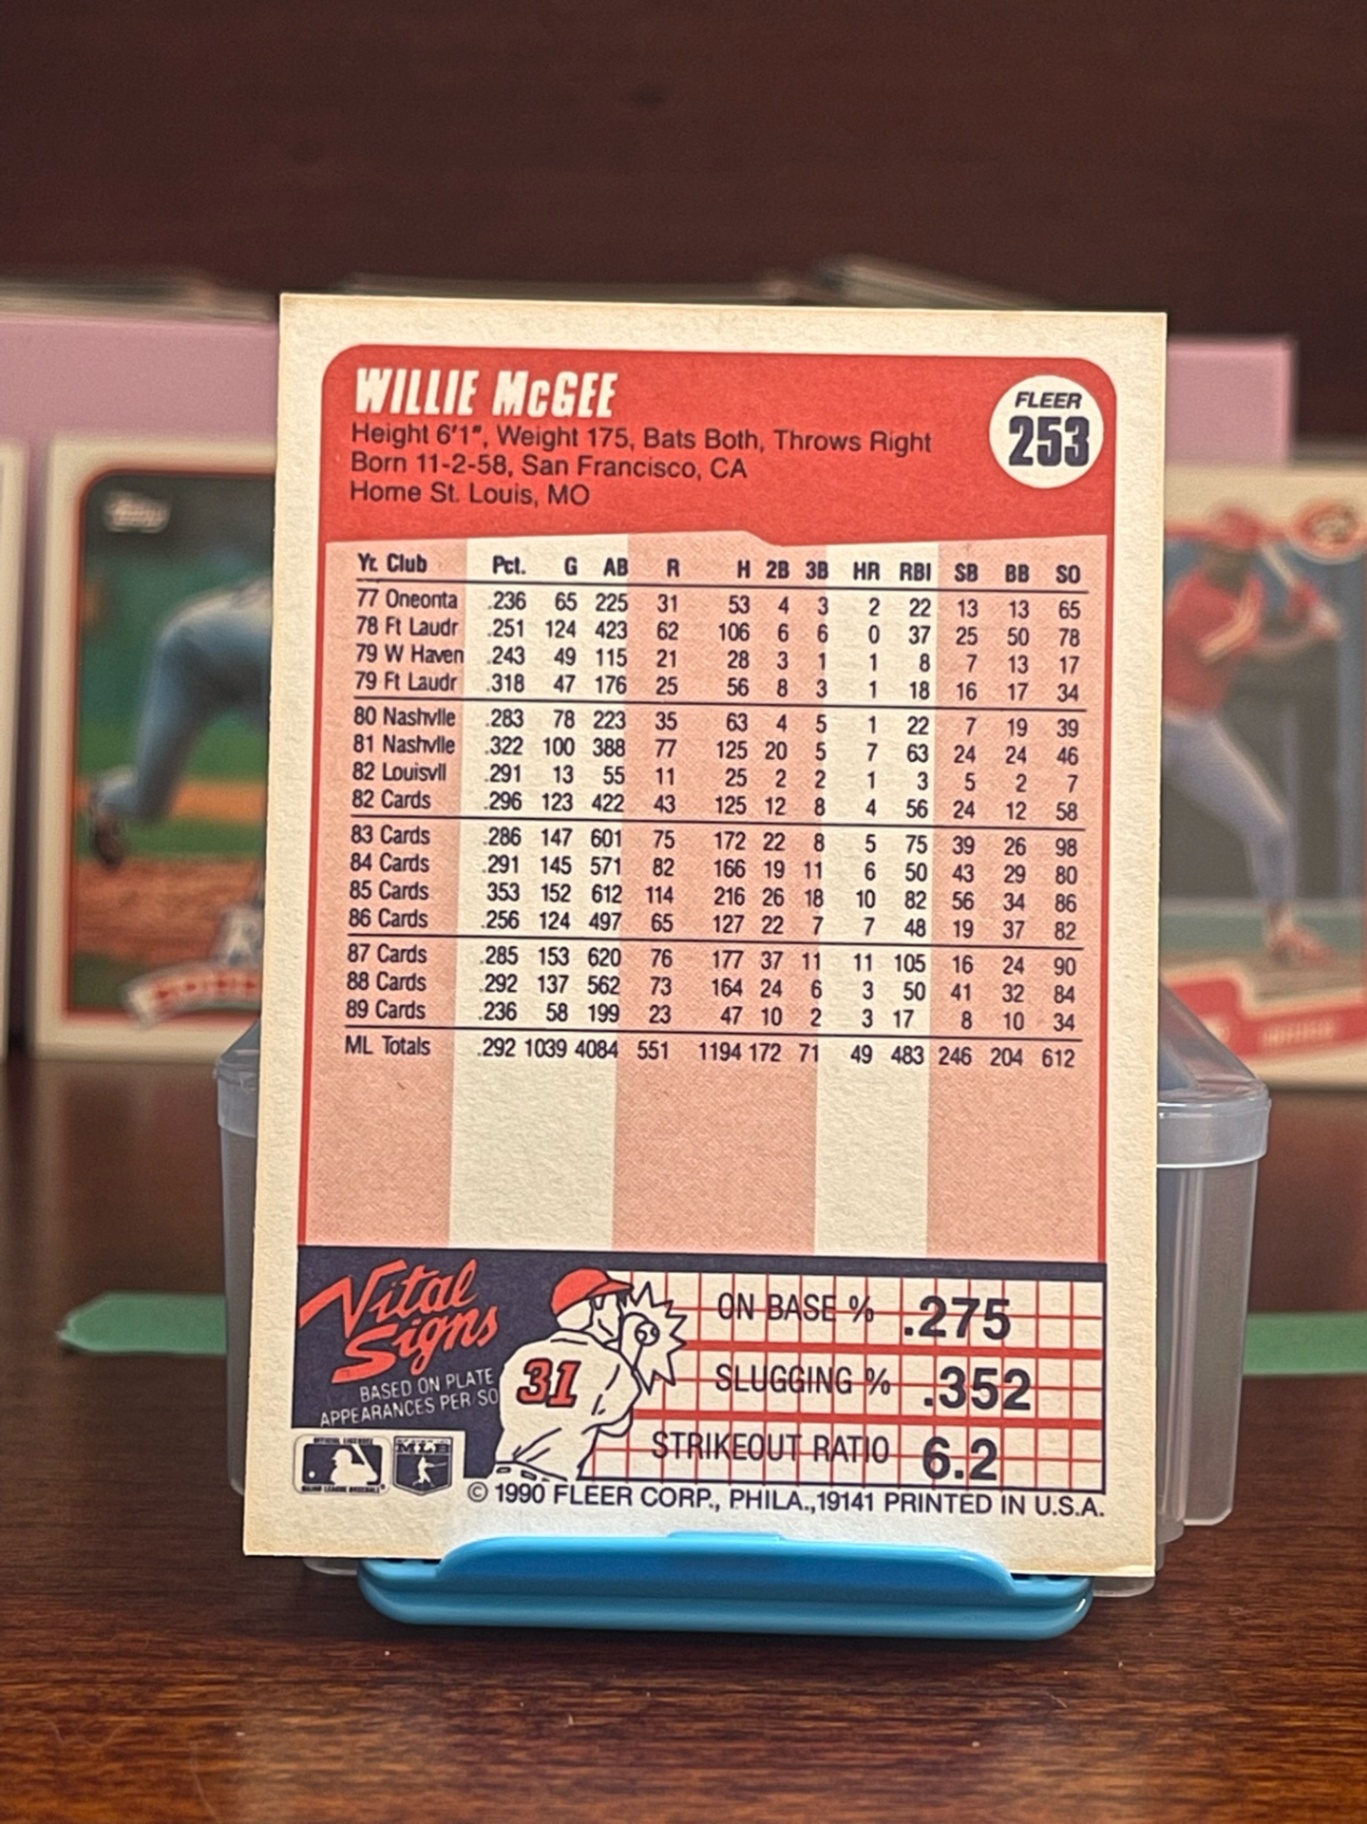 WILLIE McGEE
FLEER
253
Height 6'1", Weight 175, Bats Both, Throws Right
Born 11-2-58, San Francisco, CA
Home St. Louis, MO
Yr. Club Pct. G AB R H 2B 3B HR RBI SB BB SO
77 Oneonta .236 65 225 31 53 4 3 2 22 13 13 65
78 Ft Laudr .251 124 423 62 106 6 6 0 37 25 50 78
79 W Haven .243 49 115 21 28 3 1 1 8 7 13 17
79 Ft Laudr .318 47 176 25 56 8 3 1 18 16 17 34
80 Nashvlle .283 78 223 35 63 4 5 1 22 7 19 39
81 Nashvlle .322 100 388 77 125 20 5 7 63 24 24 46
82 Louisvll .291 13 55 11 25 2 2 1 3 5 2 7
82 Cards .296 123 422 43 125 12 8 4 56 24 12 58
83 Cards .286 147 601 75 172 22 8 5 75 39 26 98
84 Cards .291 145 571 82 166 19 11 6 50 43 29 80
85 Cards 353 152 612 114 216 26 18 10 82 56 34 86
86 Cards .256 124 497 65 127 22 7 7 48 19 37 82
87 Cards .285 153 620 76 177 37 11 11 105 16 24 90
88 Cards .292 137 562 73 164 24 6 3 50 41 32 84
89 Cards .236 58 199 23 47 10 2 3 17 8 10 34
ML Totals .292 1039 4084 551 1194 172 71 49 483 246 204 612
Vital
Signs
BASED ON PLATE
APPEARANCES PER/SO
31
ON BASE % .275
SLUGGING % .352
STRIKEOUT RATIO 6.2
MLB
© 1990 FLEER CORP., PHILA.,19141 PRINTED IN U.S.A.